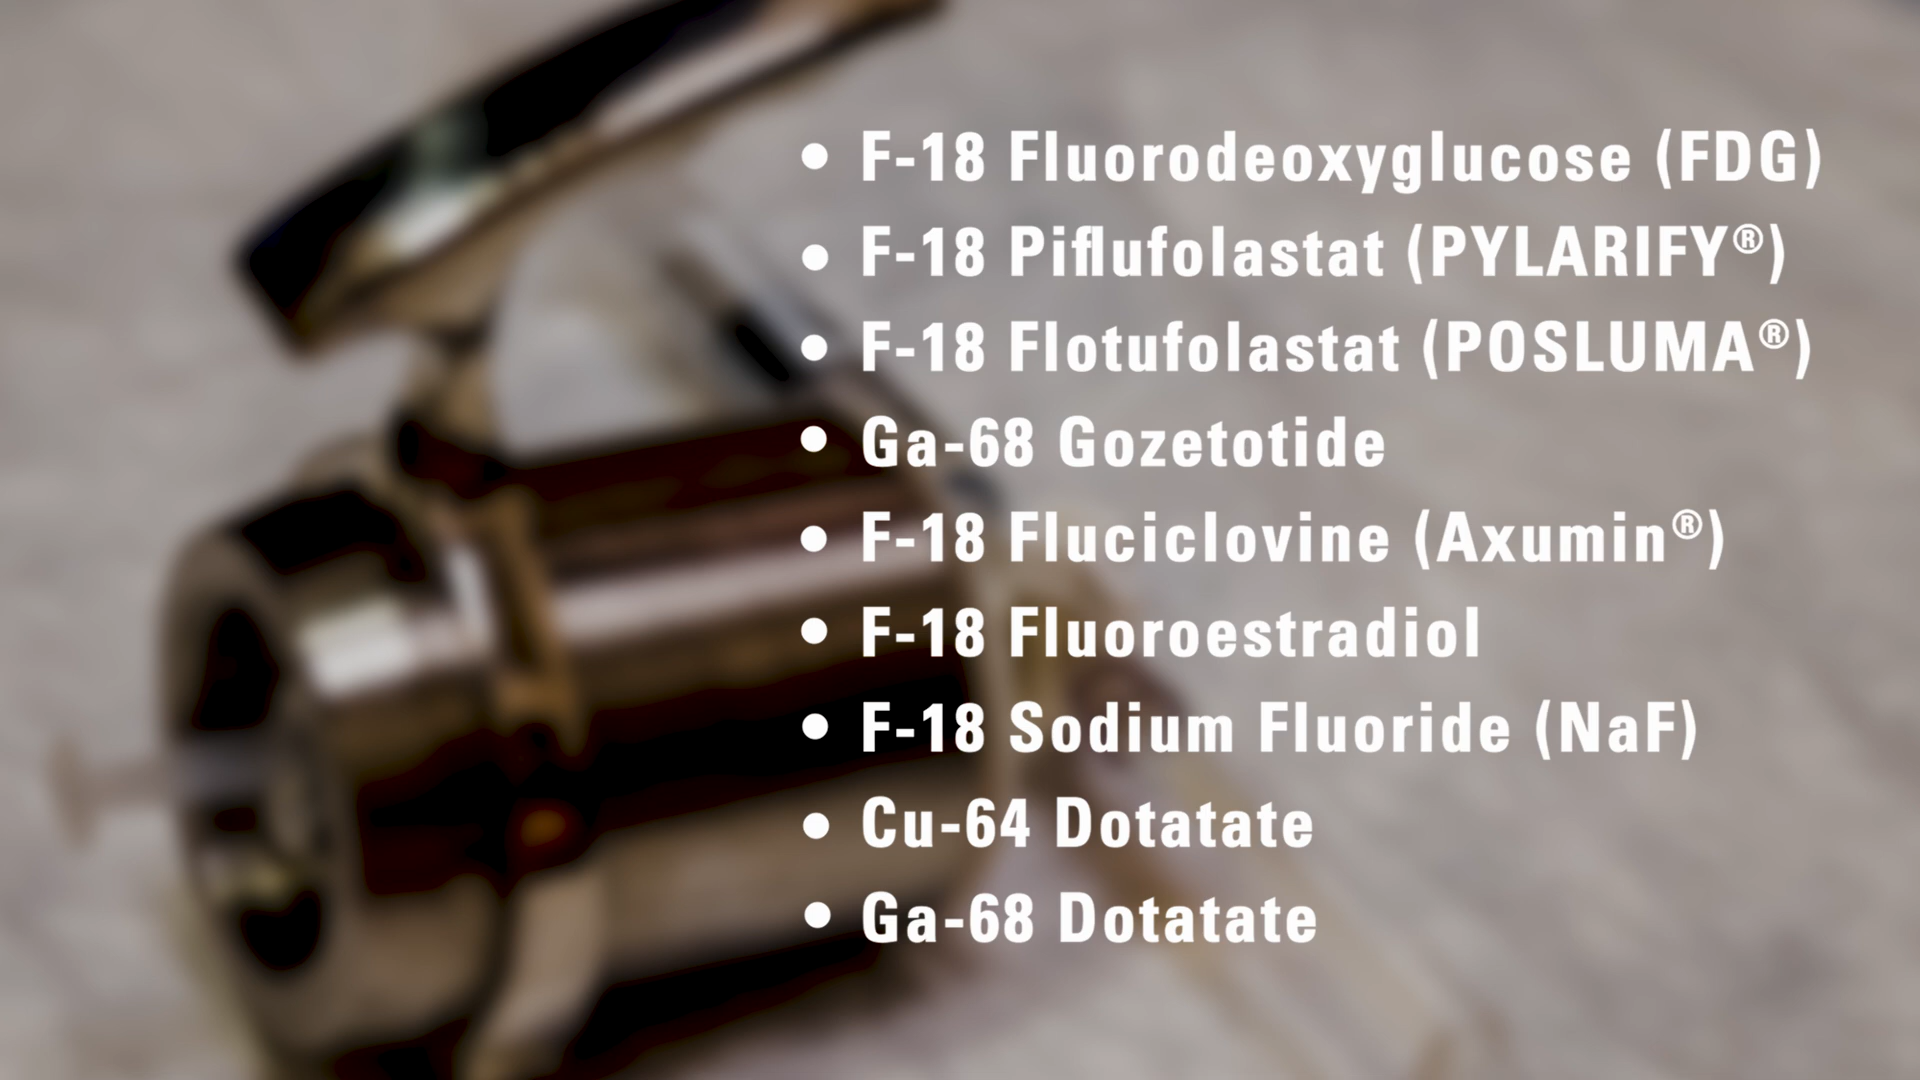 • F-18 Fluorodeoxyglucose (FDG)
• F-18 Piflufolastat (PYLARIFY®)
• F-18 Flotufolastat (POSLUMA®)
• Ga-68 Gozetotide
• F-18 Fluciclovine (Axumin®)
• F-18 Fluoroestradiol
• F-18 Sodium Fluoride (NaF)
• Cu-64 Dotatate
• Ga-68 Dotatate